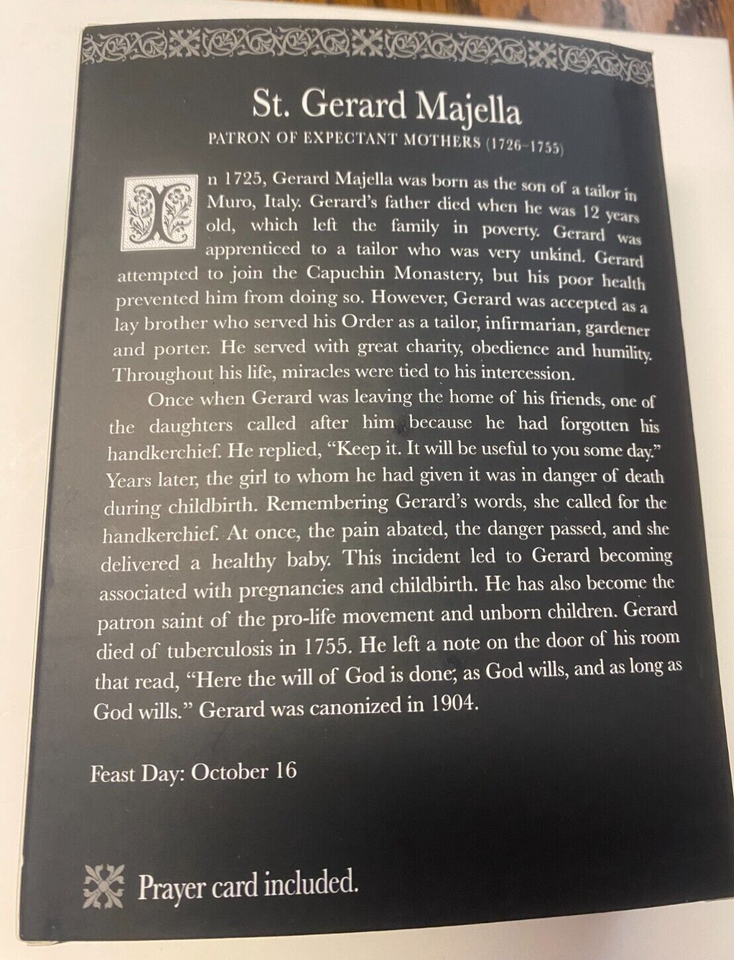 St. Gerard Majella
PATRON OF EXPECTANT MOTHERS (1726–1755)
In 1725, Gerard Majella was born as the son of a tailor in
Muro, Italy. Gerard's father died when he was 12 years
old, which left the family in poverty. Gerard was
apprenticed to a tailor who was very unkind. Gerard
attempted to join the Capuchin Monastery, but his poor health
prevented him from doing so. However, Gerard was accepted as a
lay brother who served his Order as a tailor, infirmarian, gardener
and porter. He served with great charity, obedience and humility.
Throughout his life, miracles were tied to his intercession.
Once when Gerard was leaving the home of his friends, one of
the daughters called after him because he had forgotten his
handkerchief. He replied, “Keep it. It will be useful to you some day.”
Years later, the girl to whom he had given it was in danger of death
during childbirth. Remembering Gerard's words, she called for the
handkerchief. At once, the pain abated, the danger passed, and she
delivered a healthy baby. This incident led to Gerard becoming
associated with pregnancies and childbirth. He has also become the
patron saint of the pro-life movement and unborn children. Gerard
died of tuberculosis in 1755. He left a note on the door of his room
that read, “Here the will of God is done; as God wills, and as long as
God wills.” Gerard was canonized in 1904.
Feast Day: October 16
Prayer card included.